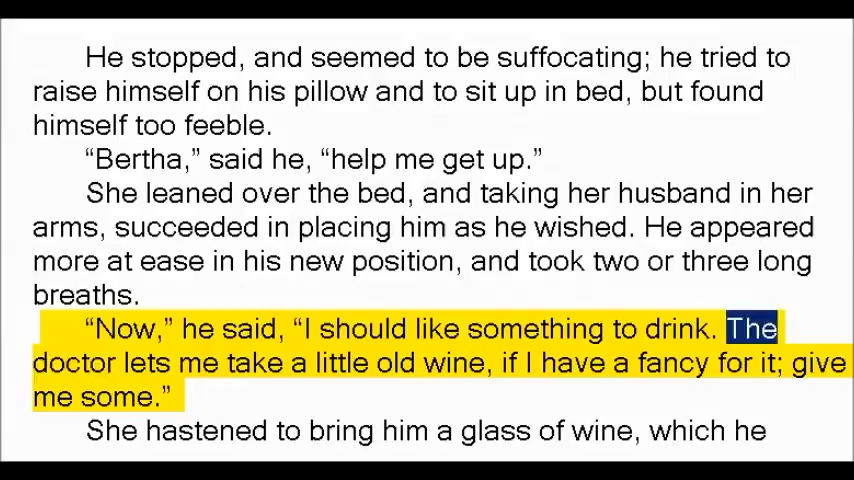 He stopped, and seemed to be suffocating; he tried to
raise himself on his pillow and to sit up in bed, but found
himself too feeble.
“Bertha,” said he, “help me get up.”
She leaned over the bed, and taking her husband in her
arms, succeeded in placing him as he wished. He appeared
more at ease in his new position, and took two or three long
breaths.
“Now,” he said, “I should like something to drink. The
doctor lets me take a little old wine, if I have a fancy for it; give
me some.”
She hastened to bring him a glass of wine, which he